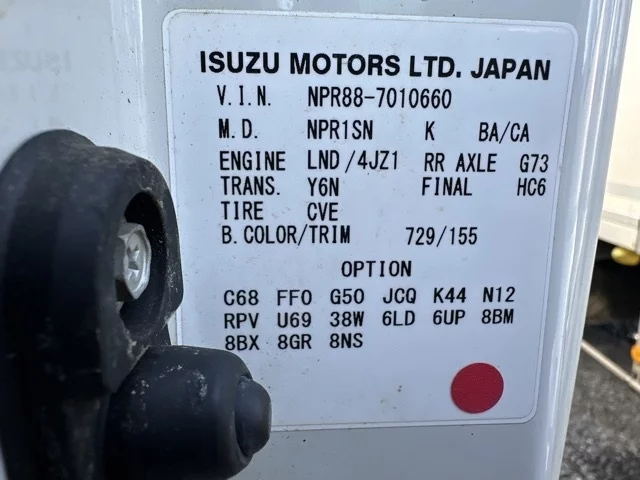 ISUZU MOTORS LTD. JAPAN
V.I.N. NPR88-7010660
M.D. NPR1SN K BA/CA
ENGINE LND/4JZ1 RR AXLE G73
TRANS. Y6N FINAL HC6
TIRE CVE
B.COLOR/TRIM 729/155
OPTION
C68 FF0 G50 JCQ K44 N12
RPV U69 38W 6LD 6UP 8BM
8BX 8GR 8NS